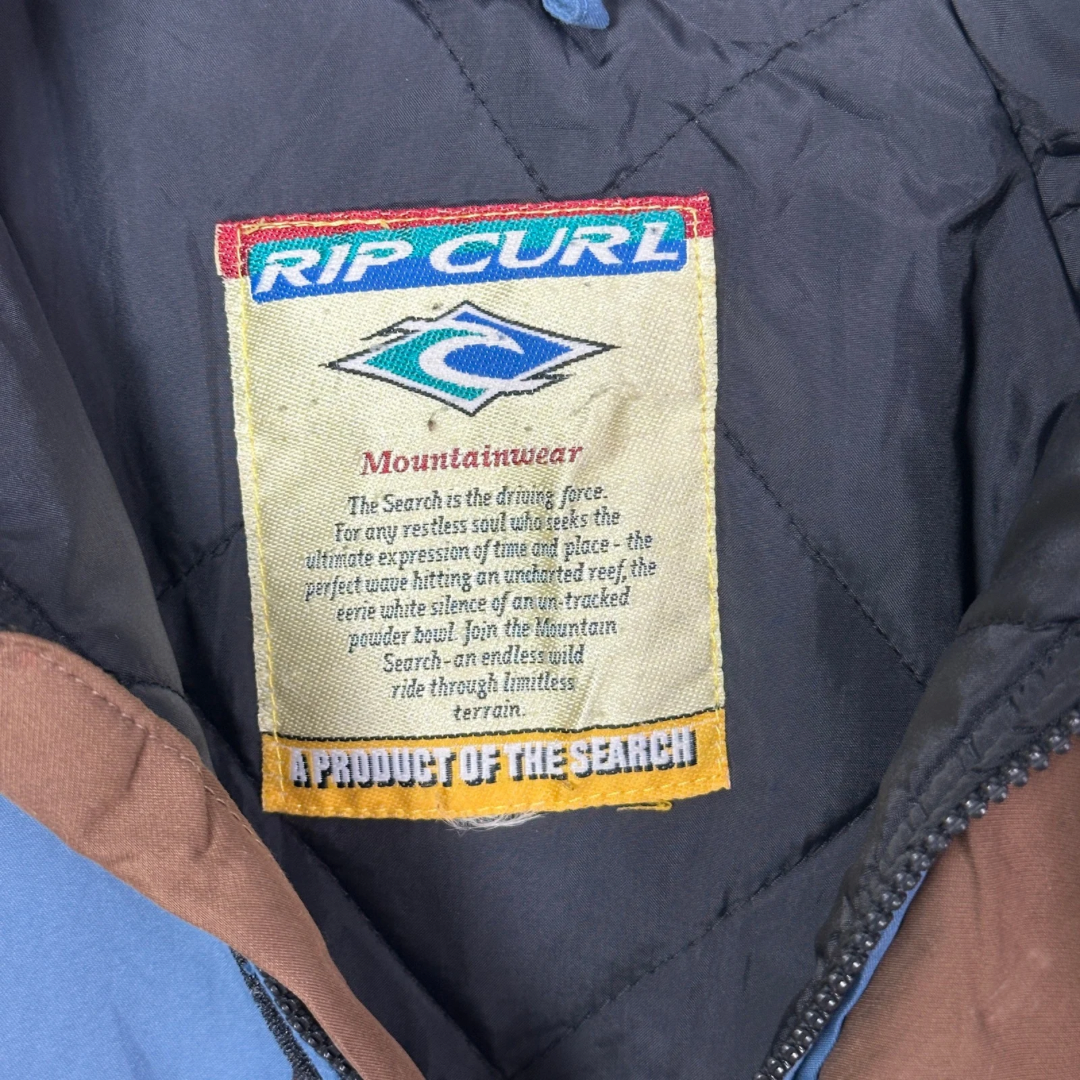 RIP CURL
Mountainwear
The Search is the driving force.
For any restless soul who seeks the
ultimate expression of time and place - the
perfect wave hitting an uncharted reef, the
eerie white silence of an un-tracked
powder bowl. Join the Mountain
Search - an endless wild
ride through limitless
terrain.
A PRODUCT OF THE SEARCH